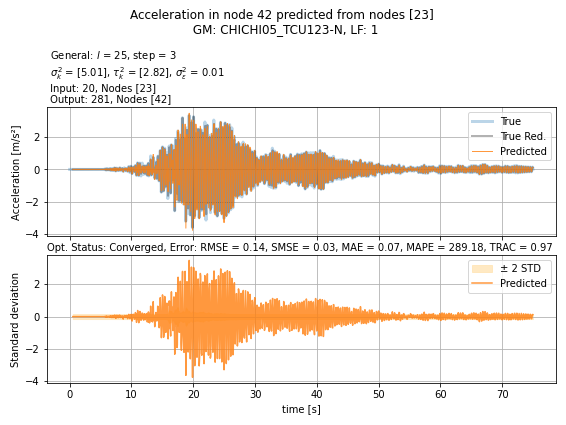 Acceleration in node 42 predicted from nodes [23]
GM: CHICHI05_TCU123-N, LF: 1
General: l = 25, step = 3
σ²ₖ = [5.01], τ²ₖ = [2.82], σ²ε = 0.01
Input: 20, Nodes [23]
Output: 281, Nodes [42]
Acceleration [m/s²]
2
0
−2
−4
True
True Red.
Predicted
Opt. Status: Converged, Error: RMSE = 0.14, SMSE = 0.03, MAE = 0.07, MAPE = 289.18, TRAC = 0.97
Standard deviation
2
0
−2
−4
± 2 STD
Predicted
0 10 20 30 40 50 60 70
time [s]